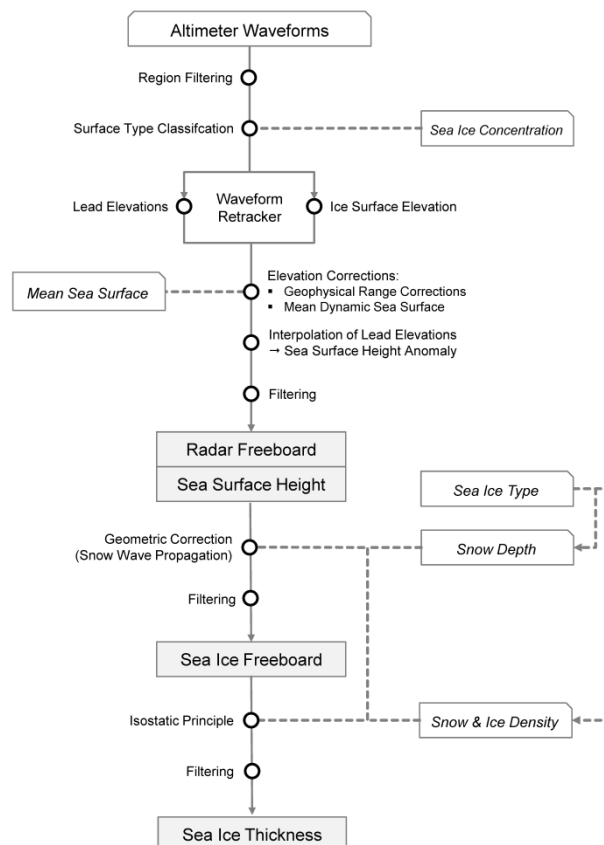 Altimeter Waveforms
Region Filtering
Surface Type Classifcation
Sea Ice Concentration
Lead Elevations
Waveform
Retracker
Ice Surface Elevation
Mean Sea Surface
Elevation Corrections:
▪ Geophysical Range Corrections
▪ Mean Dynamic Sea Surface
Interpolation of Lead Elevations
→ Sea Surface Height Anomaly
Filtering
Radar Freeboard
Sea Surface Height
Sea Ice Type
Geometric Correction
(Snow Wave Propagation)
Snow Depth
Filtering
Sea Ice Freeboard
Isostatic Principle
Snow & Ice Density
Filtering
Sea Ice Thickness